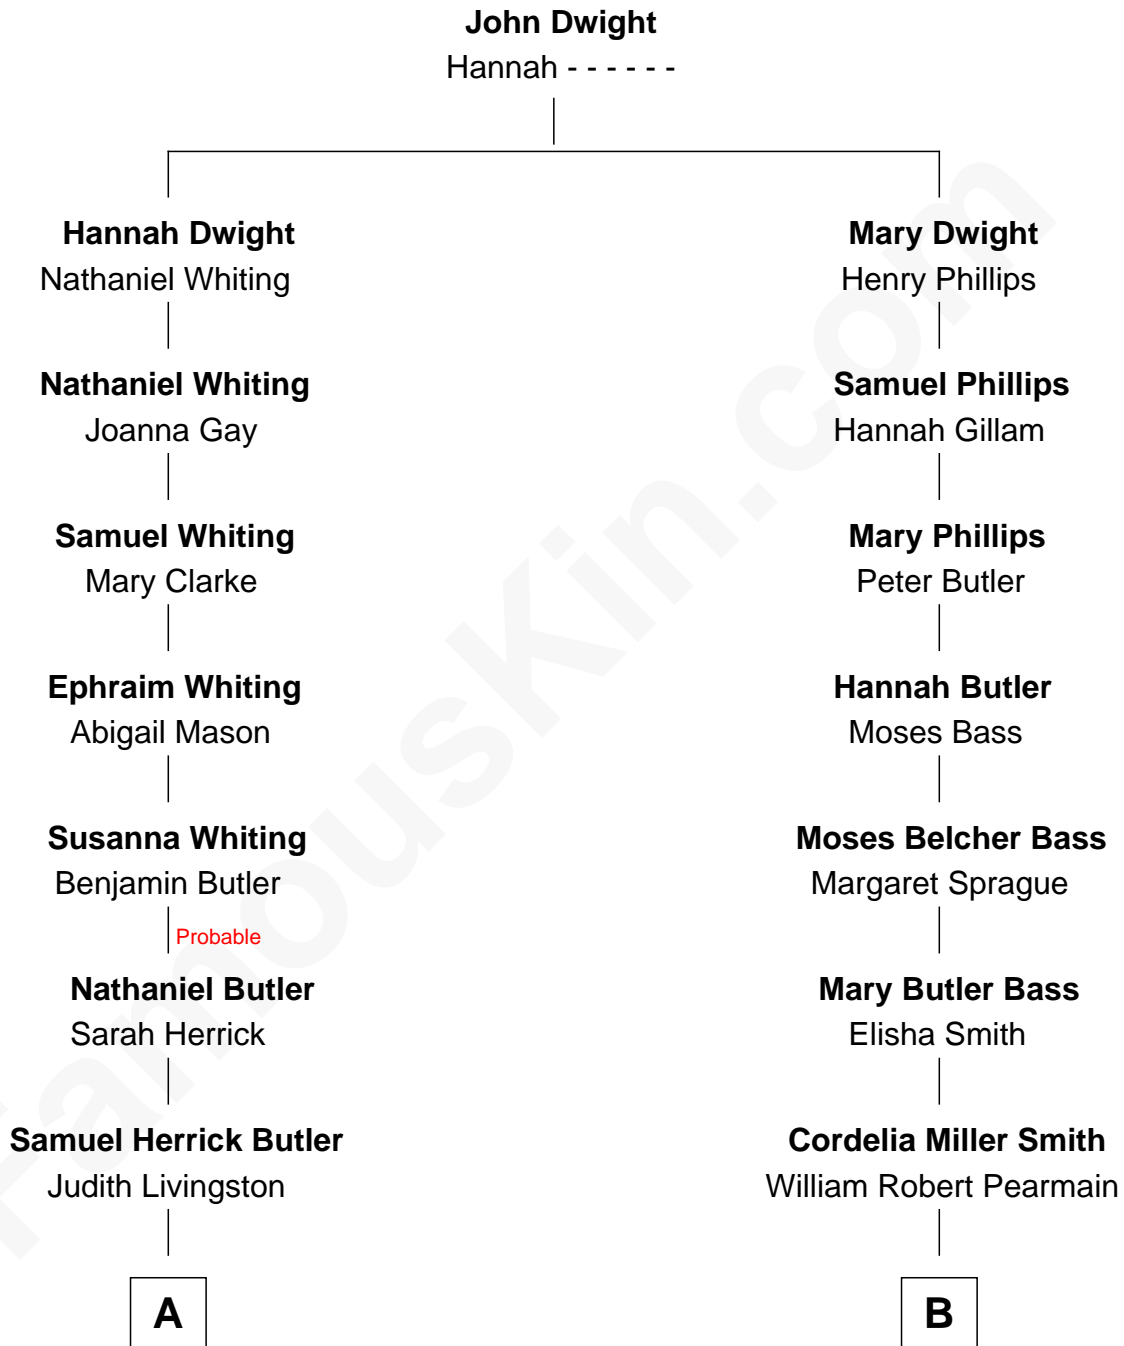 John Dwight
Hannah - - - - - -
Hannah Dwight
Nathaniel Whiting
Mary Dwight
Henry Phillips
Nathaniel Whiting
Joanna Gay
Samuel Phillips
Hannah Gillam
Samuel Whiting
Mary Clarke
Mary Phillips
Peter Butler
Ephraim Whiting
Abigail Mason
Hannah Butler
Moses Bass
Susanna Whiting
Benjamin Butler
Moses Belcher Bass
Margaret Sprague
Probable
Nathaniel Butler
Sarah Herrick
Mary Butler Bass
Elisha Smith
Samuel Herrick Butler
Judith Livingston
Cordelia Miller Smith
William Robert Pearmain
A
B
FamousKin.com